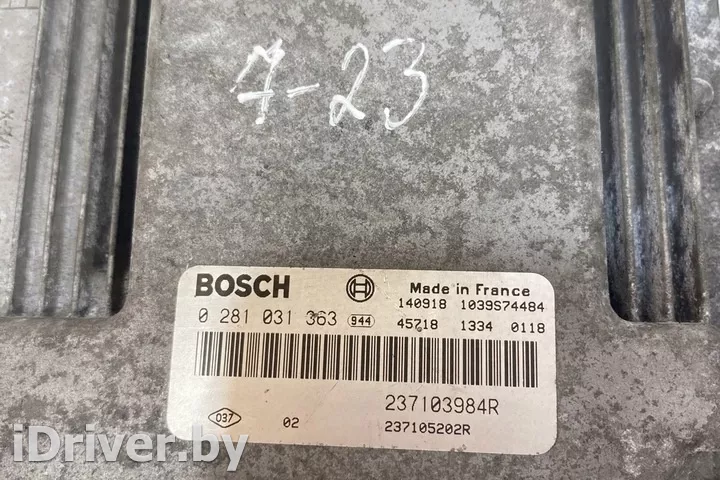 7-23
BOSCH Made in France
140918 1039S74484
0 281 031 363 944 45718 1334 0118
237103984R
037 02 237105202R
iDriver.by